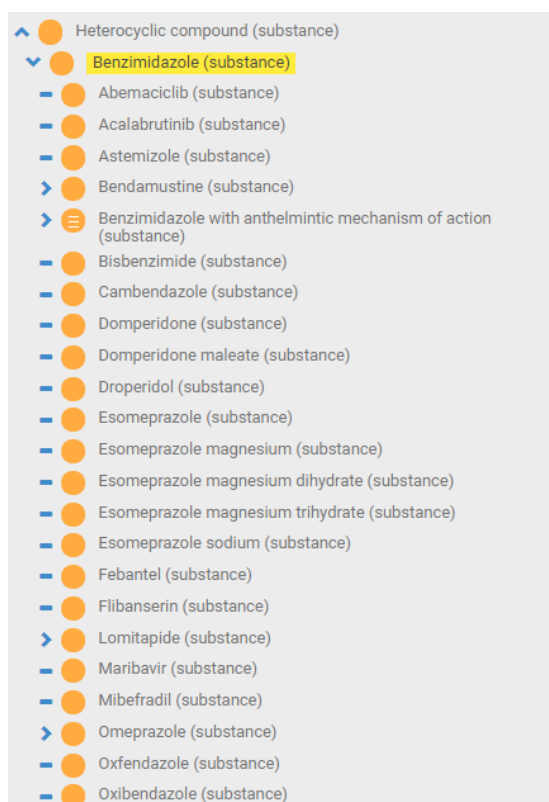 Heterocyclic compound (substance)
Benzimidazole (substance)
Abemaciclib (substance)
Acalabrutinib (substance)
Astemizole (substance)
Bendamustine (substance)
Benzimidazole with anthelmintic mechanism of action
(substance)
Bisbenzimide (substance)
Cambendazole (substance)
Domperidone (substance)
Domperidone maleate (substance)
Droperidol (substance)
Esomeprazole (substance)
Esomeprazole magnesium (substance)
Esomeprazole magnesium dihydrate (substance)
Esomeprazole magnesium trihydrate (substance)
Esomeprazole sodium (substance)
Febantel (substance)
Flibanserin (substance)
Lomitapide (substance)
Maribavir (substance)
Mibefradil (substance)
Omeprazole (substance)
Oxfendazole (substance)
Oxibendazole (substance)